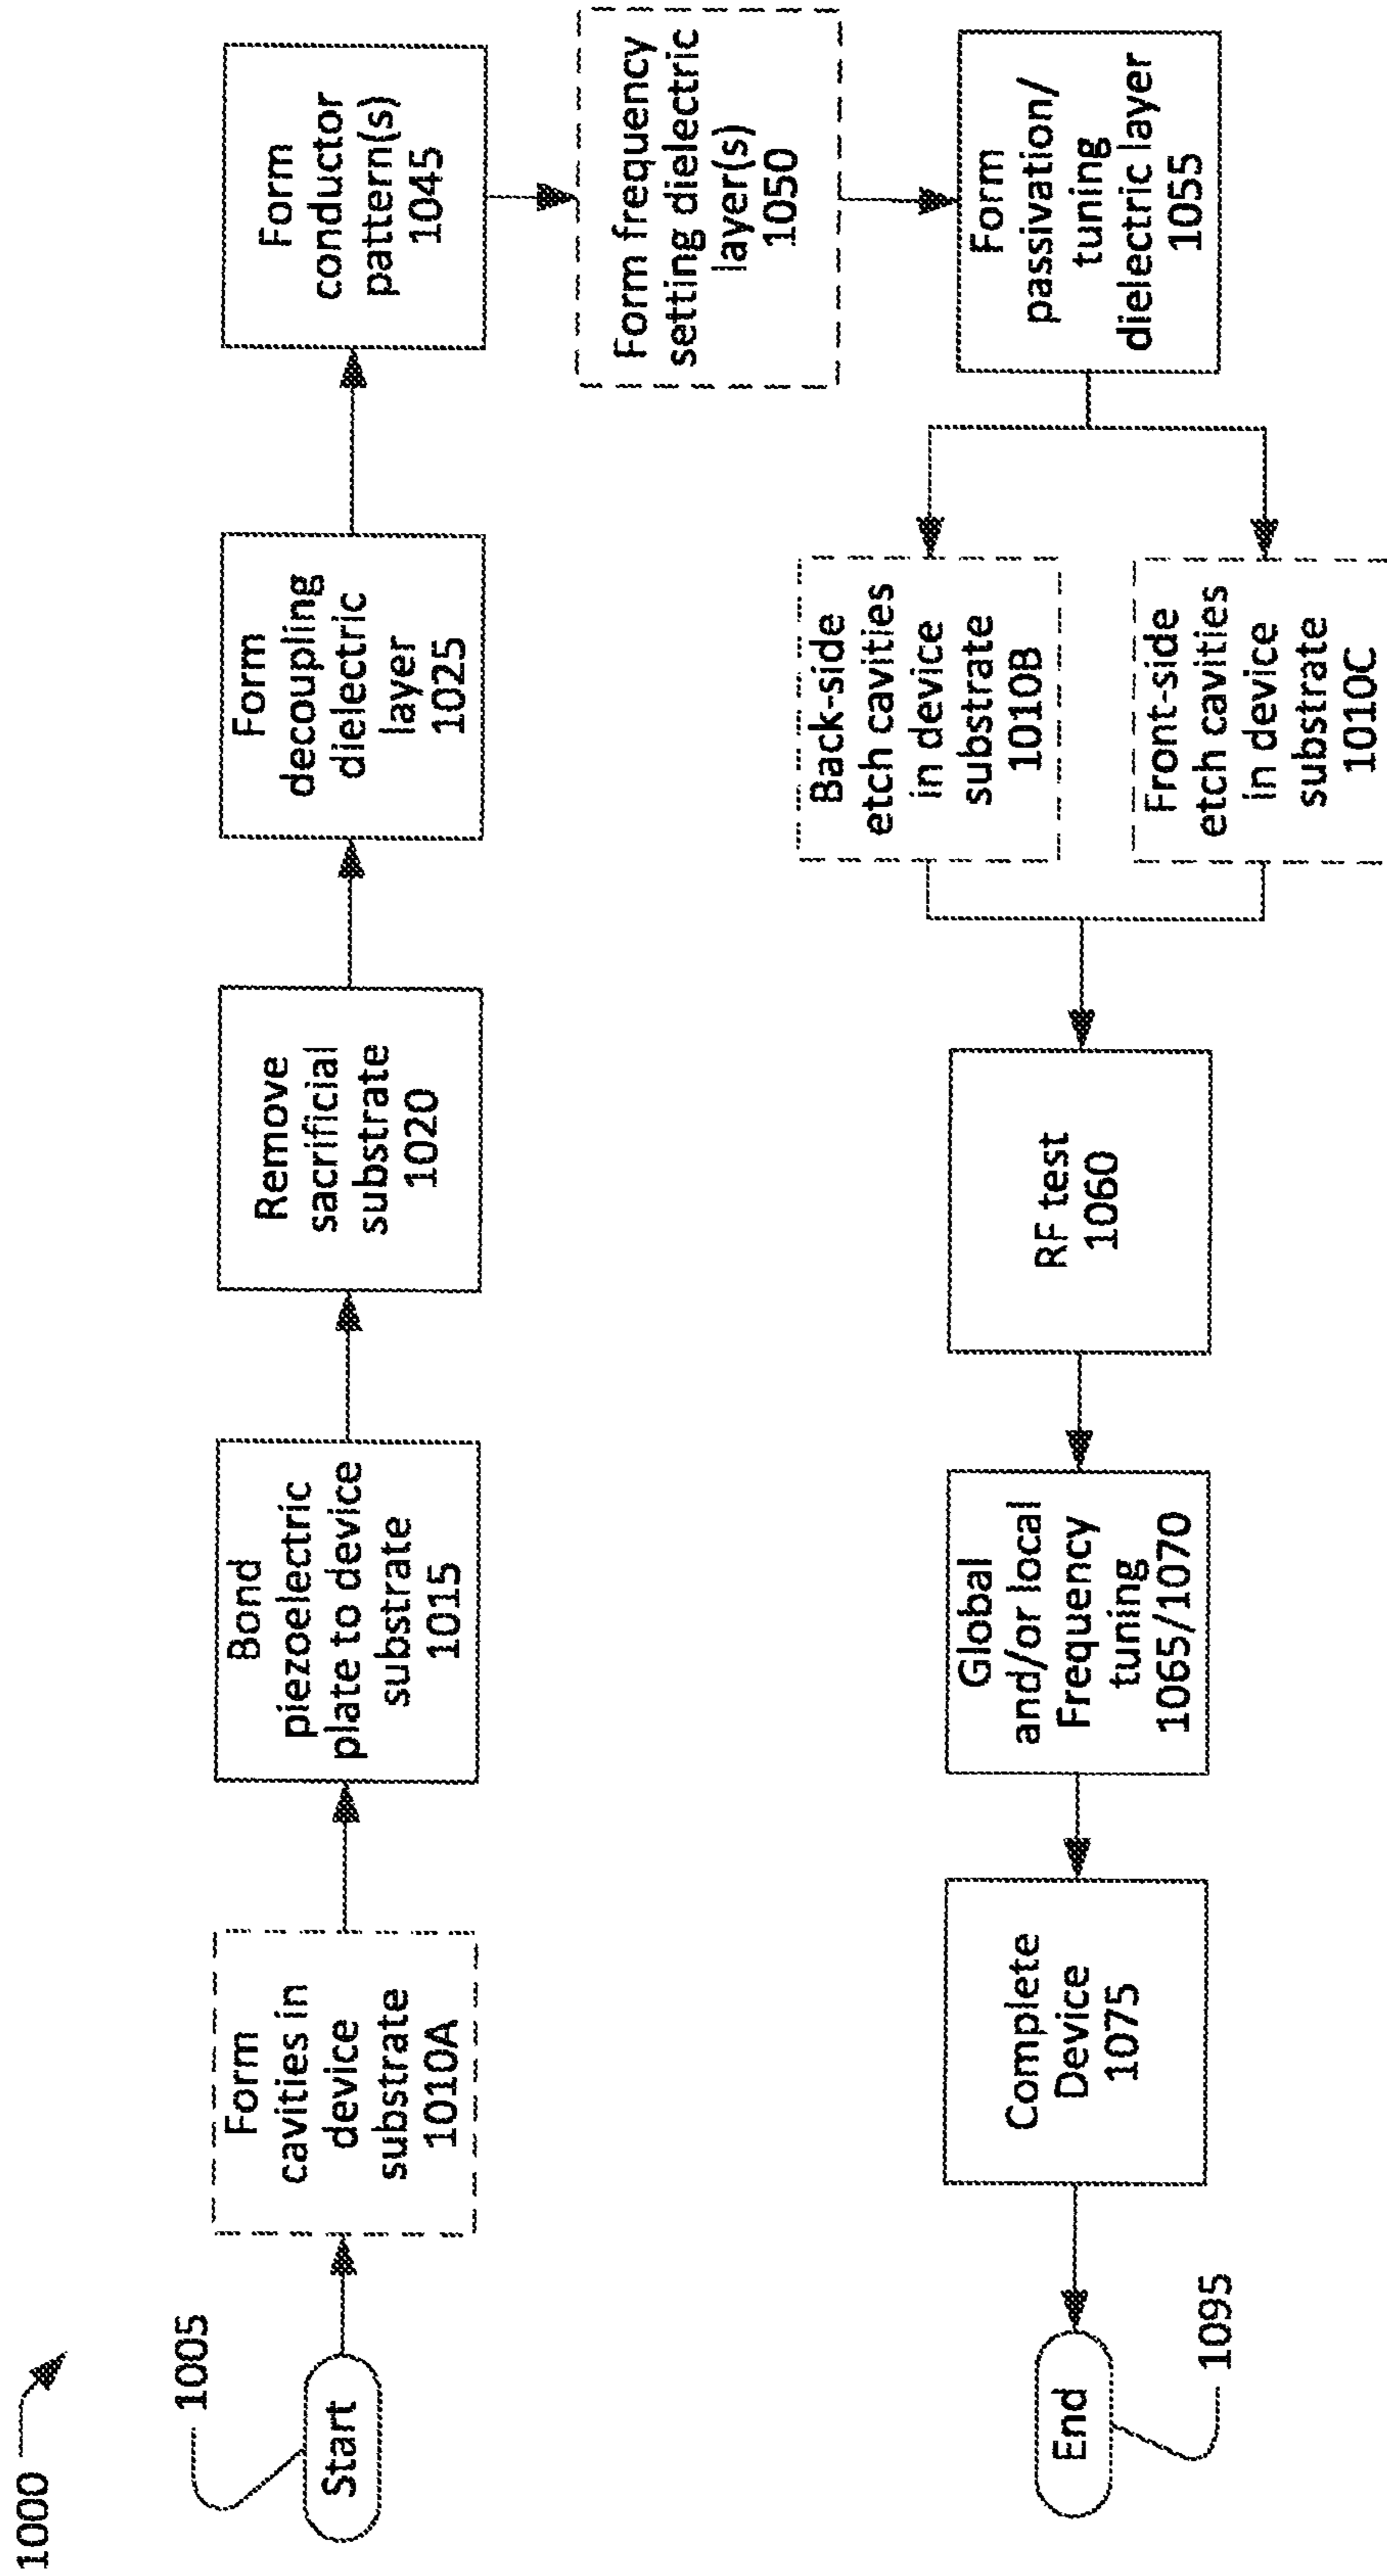 1000
1005
Start
Form
cavities in
device
substrate
1010A
Bond
piezoelectric
plate to device
substrate
1015
Remove
sacrificial
substrate
1020
Form
decoupling
dielectric
layer
1025
Form
conductor
pattern(s)
1045
Form frequency
setting dielectric
layer(s)
1050
Form
passivation/
tuning
dielectric layer
1055
Back-side
etch cavities
in device
substrate
1010B
Front-side
etch cavities
in device
substrate
1010C
RF test
1060
Global
and/or local
Frequency
tuning
1065/1070
Complete
Device
1075
End
1095